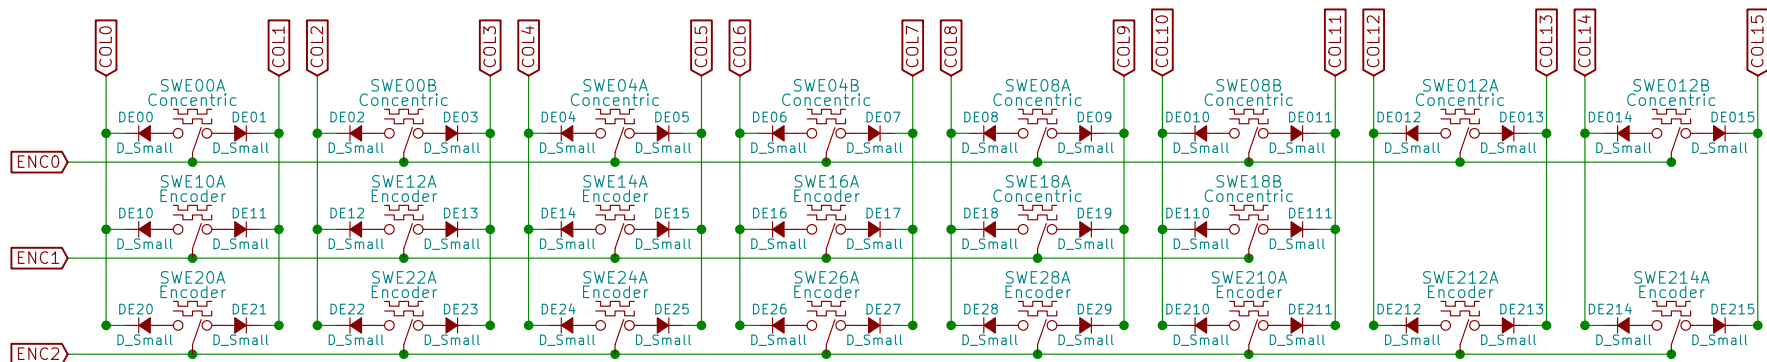 COL0 COL1 COL2 COL3 COL4 COL5 COL6 COL7 COL8 COL9 COL10 COL11 COL12 COL13 COL14 COL15
SWE00A SWE00B SWE04A SWE04B SWE08A SWE08B SWE012A SWE012B
Concentric Concentric Concentric Concentric Concentric Concentric Concentric Concentric
DE00 DE01 DE02 DE03 DE04 DE05 DE06 DE07 DE08 DE09 DE010 DE011 DE012 DE013 DE014 DE015
D_Small D_Small D_Small D_Small D_Small D_Small D_Small D_Small D_Small D_Small D_Small D_Small D_Small D_Small D_Small D_Small
ENC0
SWE10A SWE12A SWE14A SWE16A SWE18A SWE18B
Encoder Encoder Encoder Encoder Concentric Concentric
DE10 DE11 DE12 DE13 DE14 DE15 DE16 DE17 DE18 DE19 DE110 DE111
D_Small D_Small D_Small D_Small D_Small D_Small D_Small D_Small D_Small D_Small D_Small D_Small
ENC1
SWE20A SWE22A SWE24A SWE26A SWE28A SWE210A SWE212A SWE214A
Encoder Encoder Encoder Encoder Encoder Encoder Encoder Encoder
DE20 DE21 DE22 DE23 DE24 DE25 DE26 DE27 DE28 DE29 DE210 DE211 DE212 DE213 DE214 DE215
D_Small D_Small D_Small D_Small D_Small D_Small D_Small D_Small D_Small D_Small D_Small D_Small D_Small D_Small D_Small D_Small
ENC2